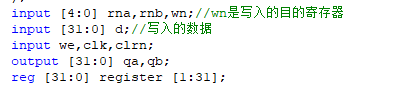 input [4:0] rna,rnb,wn;//wn是写入的目的寄存器
input [31:0] d;//写入的数据
input we,clk,clrn;
output [31:0] qa,qb;
reg [31:0] register [1:31];